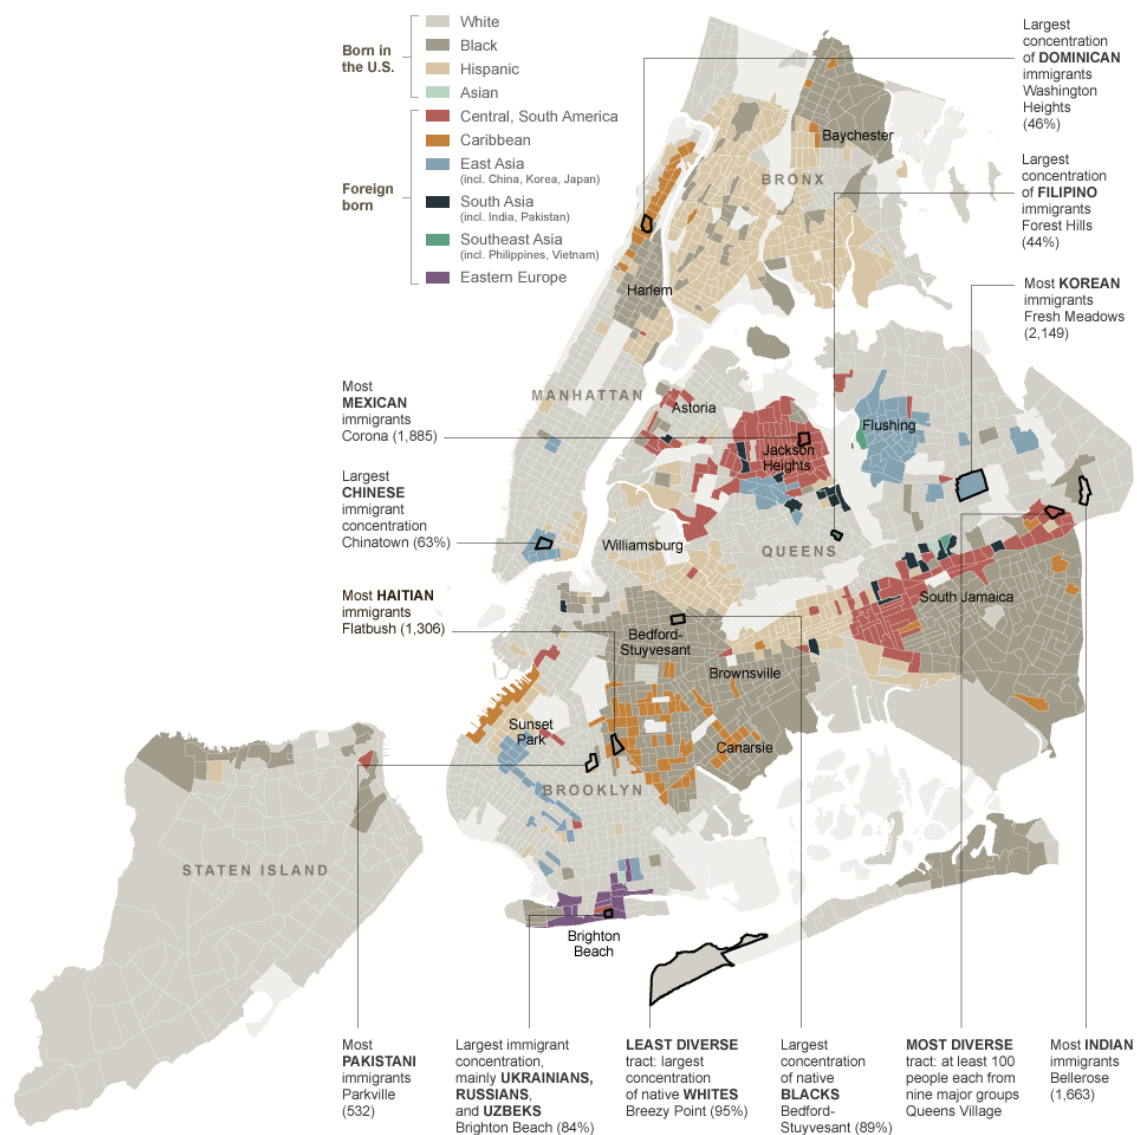 Born in
the U.S.
White
Black
Hispanic
Asian
Foreign
born
Central, South America
Caribbean
East Asia
(incl. China, Korea, Japan)
South Asia
(incl. India, Pakistan)
Southeast Asia
(incl. Philippines, Vietnam)
Eastern Europe
Largest
concentration
of DOMINICAN
immigrants
Washington
Heights
(46%)
Largest
concentration
of FILIPINO
immigrants
Forest Hills
(44%)
Most KOREAN
immigrants
Fresh Meadows
(2,149)
Most
MEXICAN
immigrants
Corona (1,885)
Largest
CHINESE
immigrant
concentration
Chinatown (63%)
Most HAITIAN
immigrants
Flatbush (1,306)
Baychester
BRONX
Harlem
MANHATTAN
Astoria
Flushing
Jackson
Heights
Williamsburg
QUEENS
South Jamaica
Bedford-
Stuyvesant
Brownsville
Sunset
Park
Canarsie
BROOKLYN
STATEN ISLAND
Brighton
Beach
Most
PAKISTANI
immigrants
Parkville
(532)
Largest immigrant
concentration,
mainly UKRAINIANS,
RUSSIANS,
and UZBEKS
Brighton Beach (84%)
LEAST DIVERSE
tract: largest
concentration
of native WHITES
Breezy Point (95%)
Largest
concentration
of native
BLACKS
Bedford-
Stuyvesant (89%)
MOST DIVERSE
tract: at least 100
people each from
nine major groups
Queens Village
Most INDIAN
immigrants
Bellerose
(1,663)